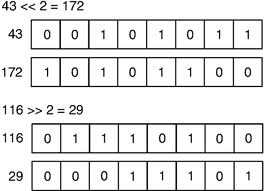 43 << 2 = 172
43 0 0 1 0 1 0 1 1
172 1 0 1 0 1 1 0 0
116 >> 2 = 29
116 0 1 1 1 0 1 0 0
29 0 0 0 1 1 1 0 1